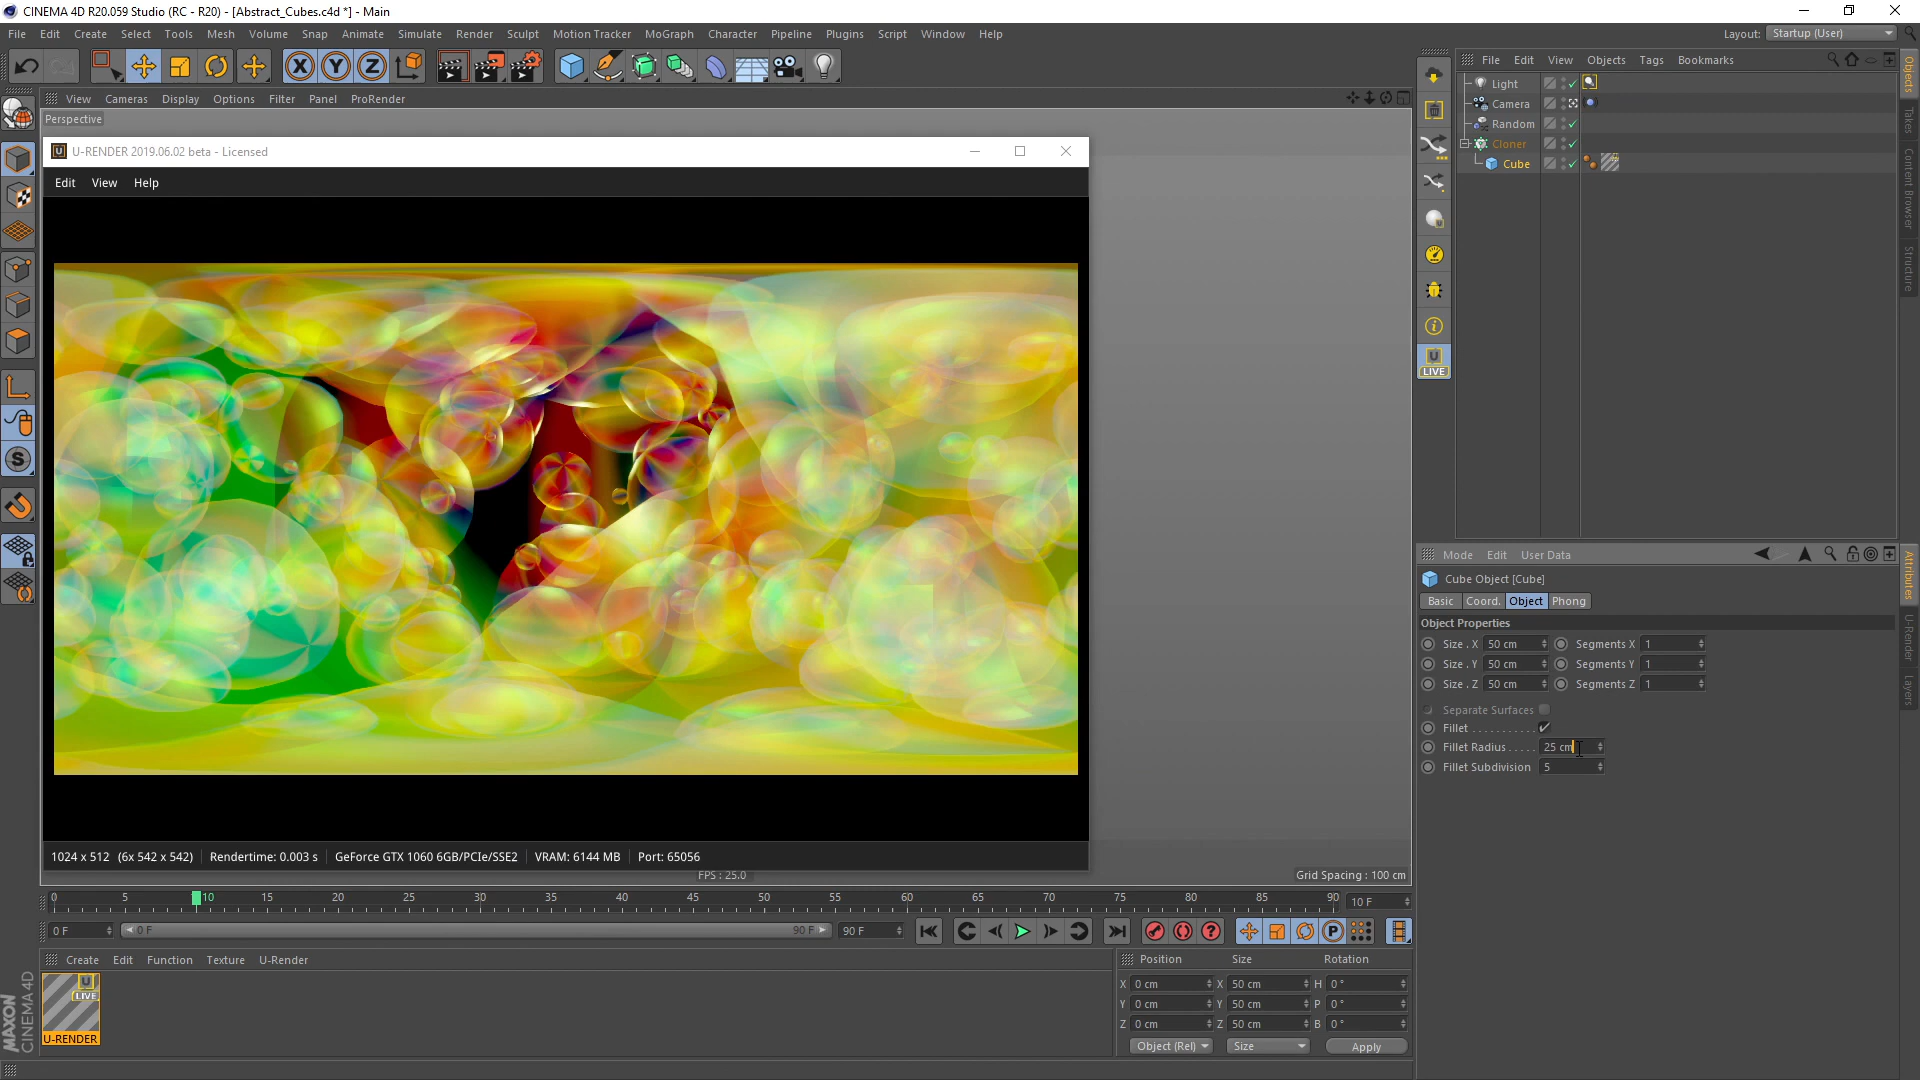 CINEMA 4D R20.059 Studio (RC - R20) - [Abstract_Cubes.c4d *] - Main
File Edit Create Select Tools Mesh Volume Snap Animate Simulate Render Sculpt Motion Tracker MoGraph Character Pipeline Plugins Script Window Help
Layout: Startup (User)
File Edit View Objects Tags Bookmarks
View Cameras Display Options Filter Panel ProRender
Perspective
U-RENDER 2019.06.02 beta - Licensed
Edit View Help
Light
Camera
Random
Cloner
Cube
Objects
Takes
Content Browser
Structure
LIVE
Mode Edit User Data
Cube Object [Cube]
Basic Coord. Object Phong
Object Properties
Size . X 50 cm Segments X 1
Size . Y 50 cm Segments Y 1
Size . Z 50 cm Segments Z 1
Separate Surfaces
Fillet
Fillet Radius 25 cm
Fillet Subdivision 5
Attributes
U-Render
Layers
1024 x 512 (6x 542 x 542) Rendertime: 0.003 s GeForce GTX 1060 6GB/PCIe/SSE2 VRAM: 6144 MB Port: 65056
FPS : 25.0
Grid Spacing : 100 cm
0 5 10 15 20 25 30 35 40 45 50 55 60 65 70 75 80 85 90 10 F
0 F 0 F 90 F 90 F
Create Edit Function Texture U-Render
Position Size Rotation
X 0 cm X 50 cm H 0 °
Y 0 cm Y 50 cm P 0 °
Z 0 cm Z 50 cm B 0 °
Object (Rel) Size Apply
U
LIVE
U-RENDER
MAXON
CINEMA 4D